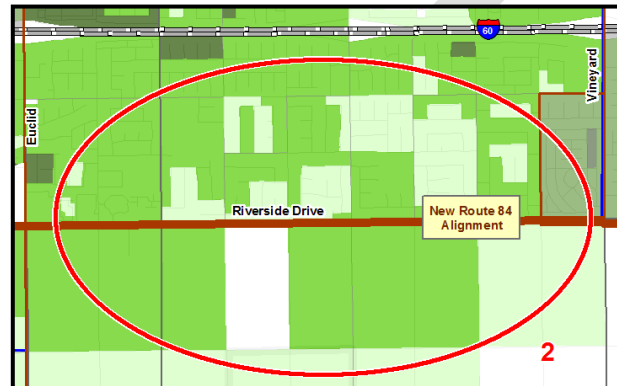 60
Euclid
Vineyard
Riverside Drive
New Route 84
Alignment
2